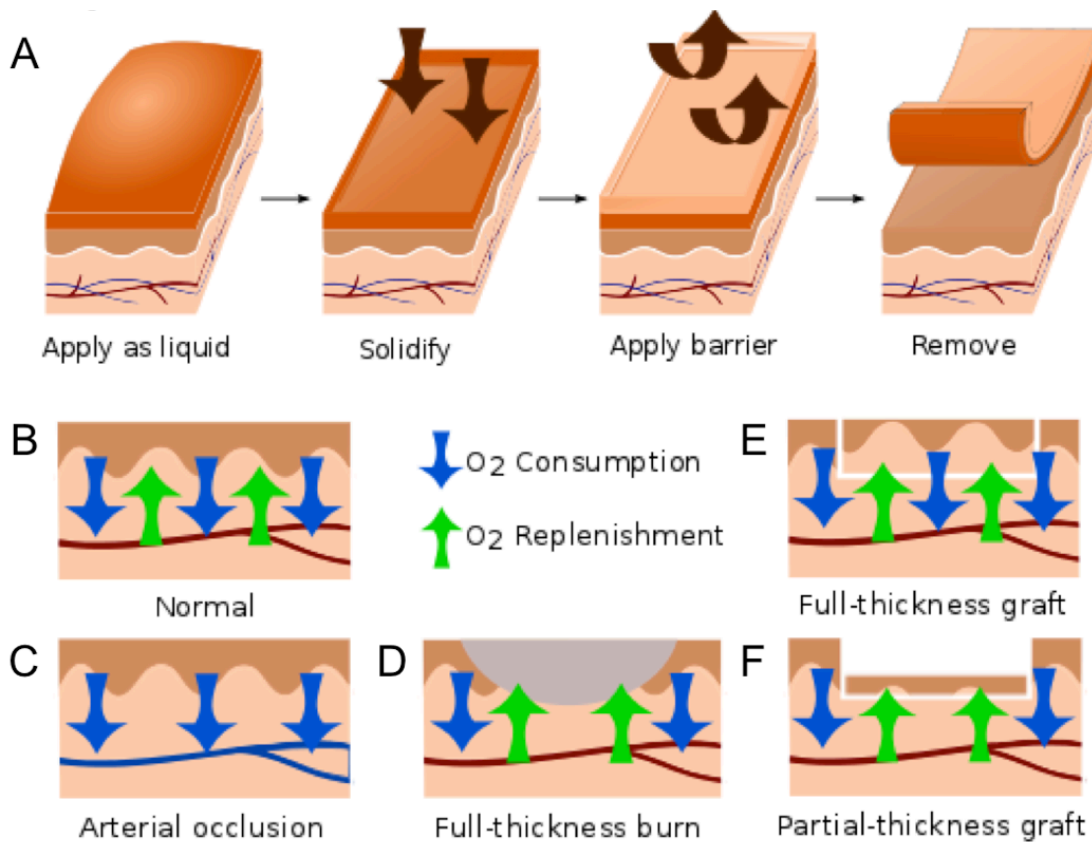 A
Apply as liquid
Solidify
Apply barrier
Remove
B
Normal
O2 Consumption
O2 Replenishment
E
Full-thickness graft
C
Arterial occlusion
D
Full-thickness burn
F
Partial-thickness graft